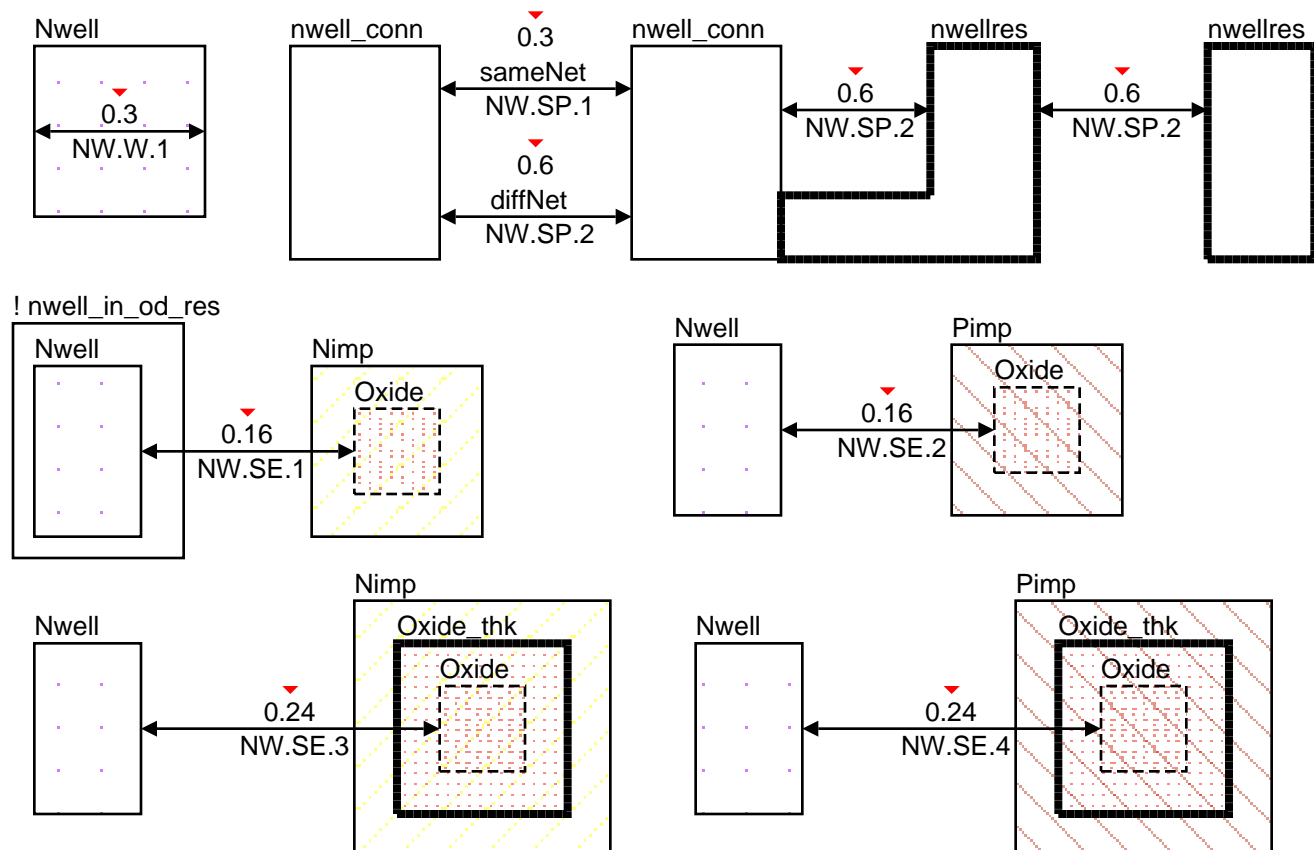 Nwell
0.3
NW.W.1
nwell_conn
0.3
sameNet
NW.SP.1
0.6
diffNet
NW.SP.2
nwell_conn
0.6
NW.SP.2
nwellres
0.6
NW.SP.2
nwellres
! nwell_in_od_res
Nwell
0.16
NW.SE.1
Nimp
Oxide
Nwell
0.16
NW.SE.2
Pimp
Oxide
Nwell
0.24
NW.SE.3
Nimp
Oxide_thk
Oxide
Nwell
0.24
NW.SE.4
Pimp
Oxide_thk
Oxide